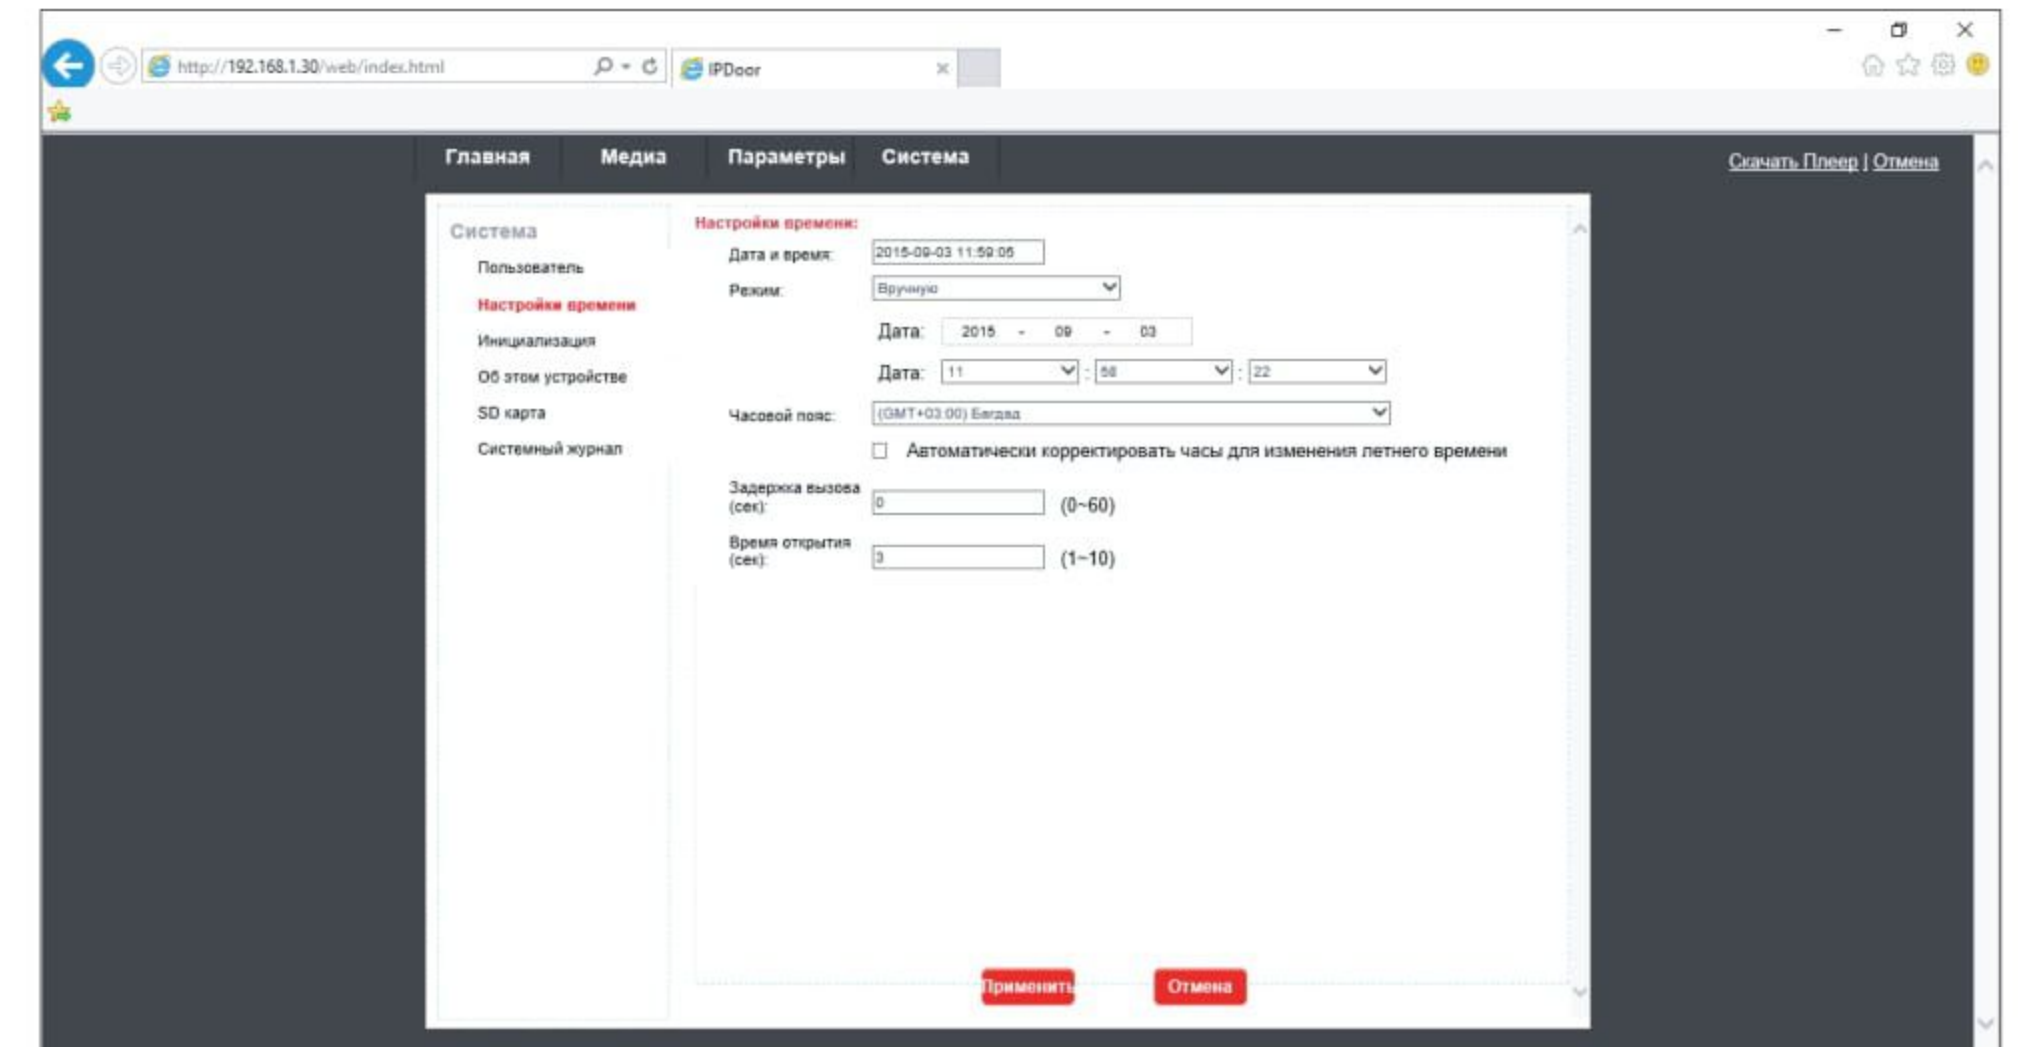 http://192.168.1.30/web/index.html
IPDoor
Главная Медиа Параметры Система
Скачать Плеер | Отмена
Система
Пользователь
Настройки времени
Инициализация
Об этом устройстве
SD карта
Системный журнал
Настройки времени:
Дата и время: 2015-09-03 11:59:05
Режим: Вручную
Дата: 2015 - 09 - 03
Дата: 11 : 58 : 22
Часовой пояс: (GMT+03:00) Багдад
Автоматически корректировать часы для изменения летнего времени
Задержка вызова
(сек): 0 (0~60)
Время открытия
(сек): 3 (1~10)
Применить Отмена